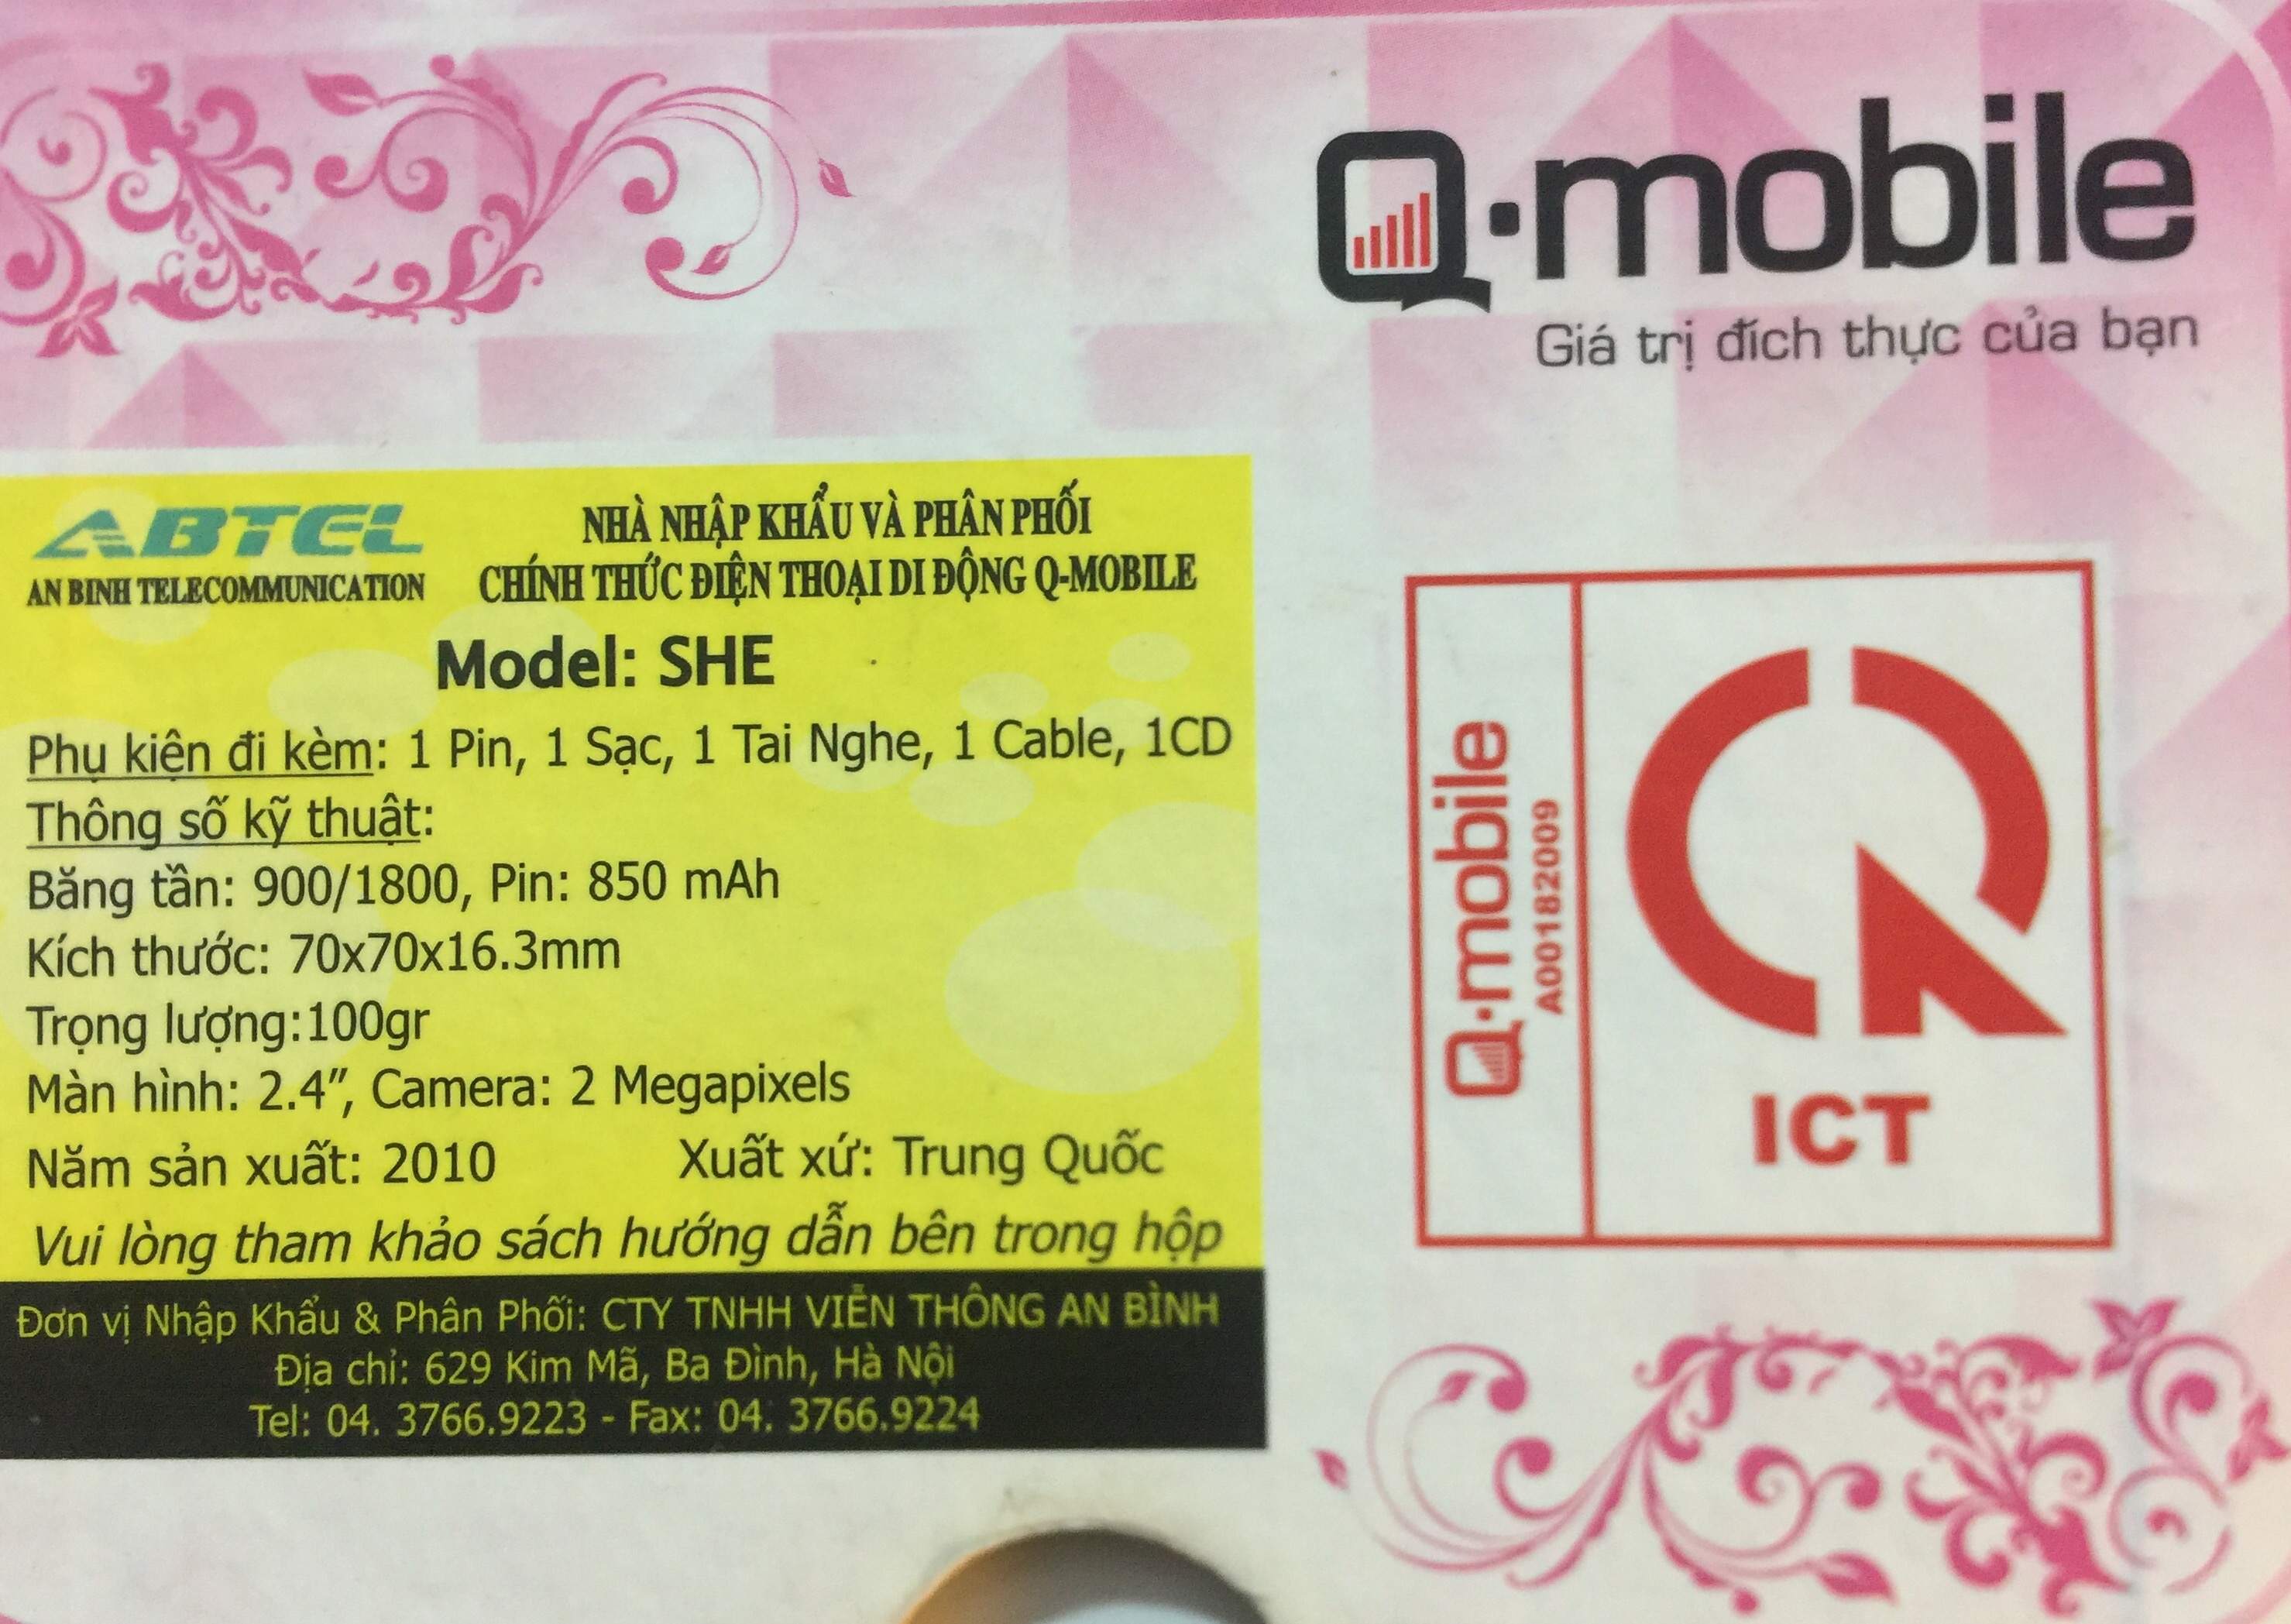 Q·mobile
Giá trị đích thực của bạn
ABTEL
AN BINH TELECOMMUNICATION
NHÀ NHẬP KHẨU VÀ PHÂN PHỐI
CHÍNH THỨC ĐIỆN THOẠI DI ĐỘNG Q-MOBILE
Model: SHE
Phụ kiện đi kèm: 1 Pin, 1 Sạc, 1 Tai Nghe, 1 Cable, 1CD
Thông số kỹ thuật:
Băng tần: 900/1800, Pin: 850 mAh
Kích thước: 70x70x16.3mm
Trọng lượng:100gr
Màn hình: 2.4”, Camera: 2 Megapixels
Năm sản xuất: 2010 Xuất xứ: Trung Quốc
Vui lòng tham khảo sách hướng dẫn bên trong hộp
Đơn vị Nhập Khẩu & Phân Phối: CTY TNHH VIỄN THÔNG AN BÌNH
Địa chỉ: 629 Kim Mã, Ba Đình, Hà Nội
Tel: 04. 3766.9223 - Fax: 04. 3766.9224
Q·mobile
A00182009
ICT